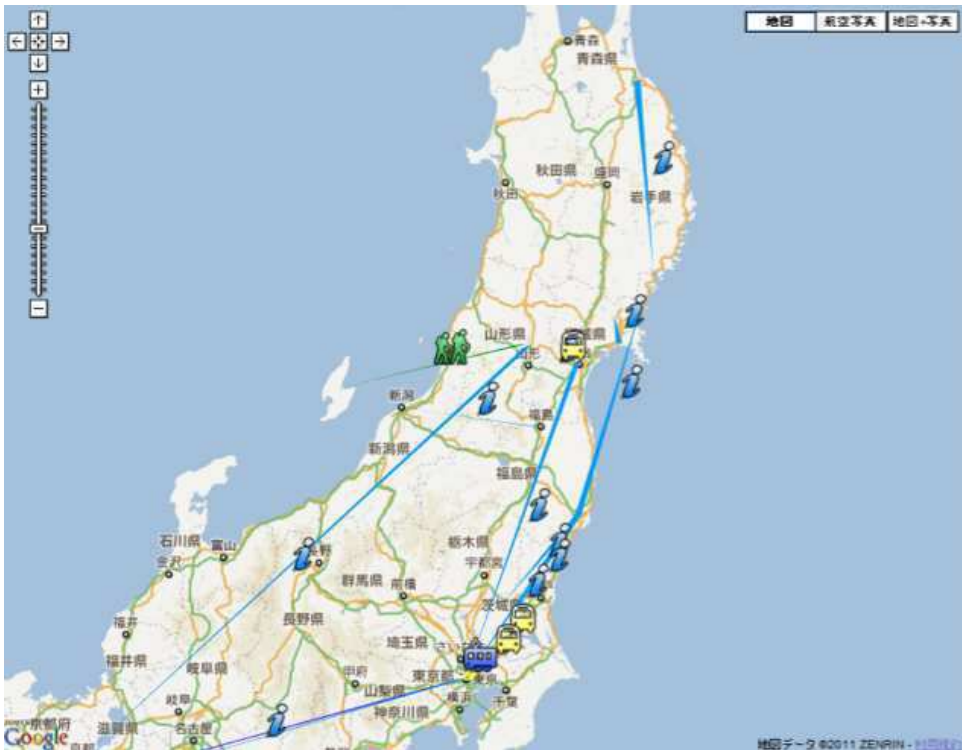 地図 航空写真 地図+写真
青森
青森県
秋田県
盛岡
秋田
岩手県
山形県
山形
新潟
福島
新潟県
福島県
石川県
富山
金沢
栃木県
長野
宇都宮
群馬県
前橋
茨城県
福井
長野県
埼玉県
福井県
岐阜県
甲府
東京都
東京
山梨県
岐阜
横浜
千葉
神奈川県
滋賀県
名古屋
京都府
Google
地図データ ©2011 ZENRIN -